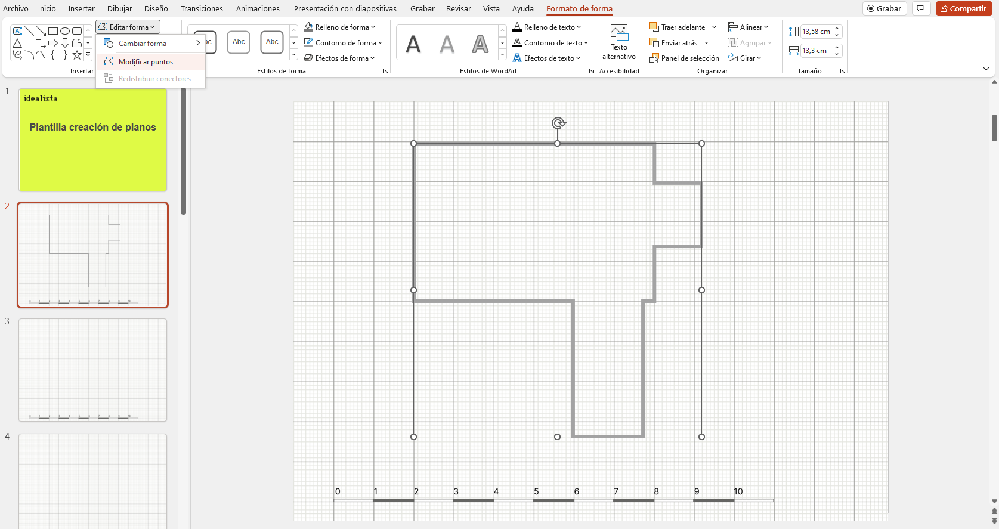 Archivo Inicio Insertar Dibujar Diseño Transiciones Animaciones Presentación con diapositivas Grabar Revisar Vista Ayuda Formato de forma Grabar Compartir
Editar forma
Cambiar forma
Modificar puntos
Redistribuir conectores
Insertar
bc Abc Abc
Relleno de forma
Contorno de forma
Efectos de forma
Estilos de forma
A A A
Relleno de texto
Contorno de texto
Efectos de texto
Estilos de WordArt
Texto
alternativo
Accesibilidad
Traer adelante
Enviar atrás
Panel de selección
Alinear
Agrupar
Girar
Organizar
13,58 cm
13,3 cm
Tamaño
1
idealista
Plantilla creación de planos
2
3
4
0 1 2 3 4 5 6 7 8 9 10